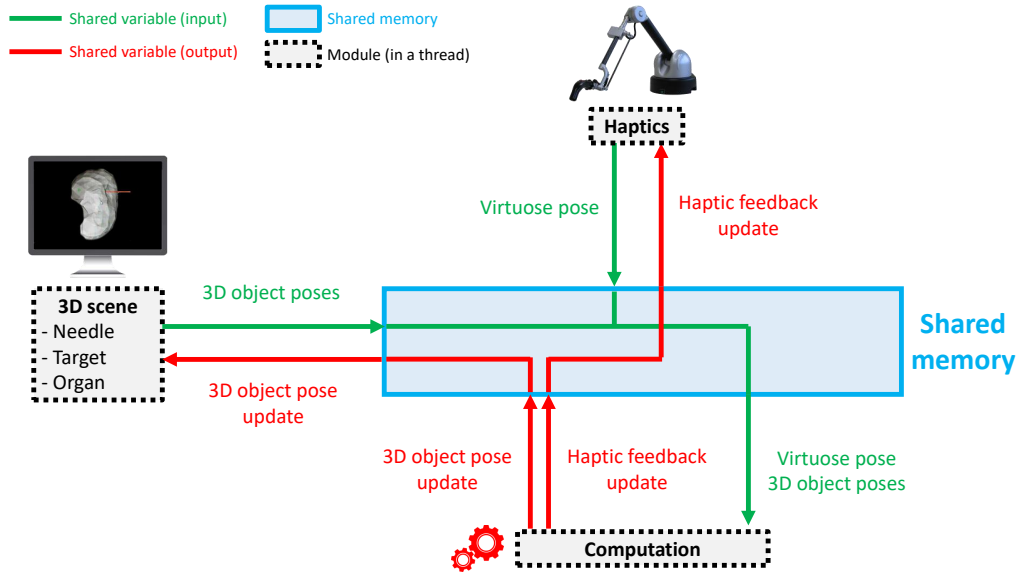 Shared variable (input)
Shared memory
Shared variable (output)
Module (in a thread)
Haptics
Virtuose pose
Haptic feedback
update
3D object poses
3D scene
- Needle
- Target
- Organ
Shared
memory
3D object pose
update
3D object pose
update
Haptic feedback
update
Virtuose pose
3D object poses
Computation